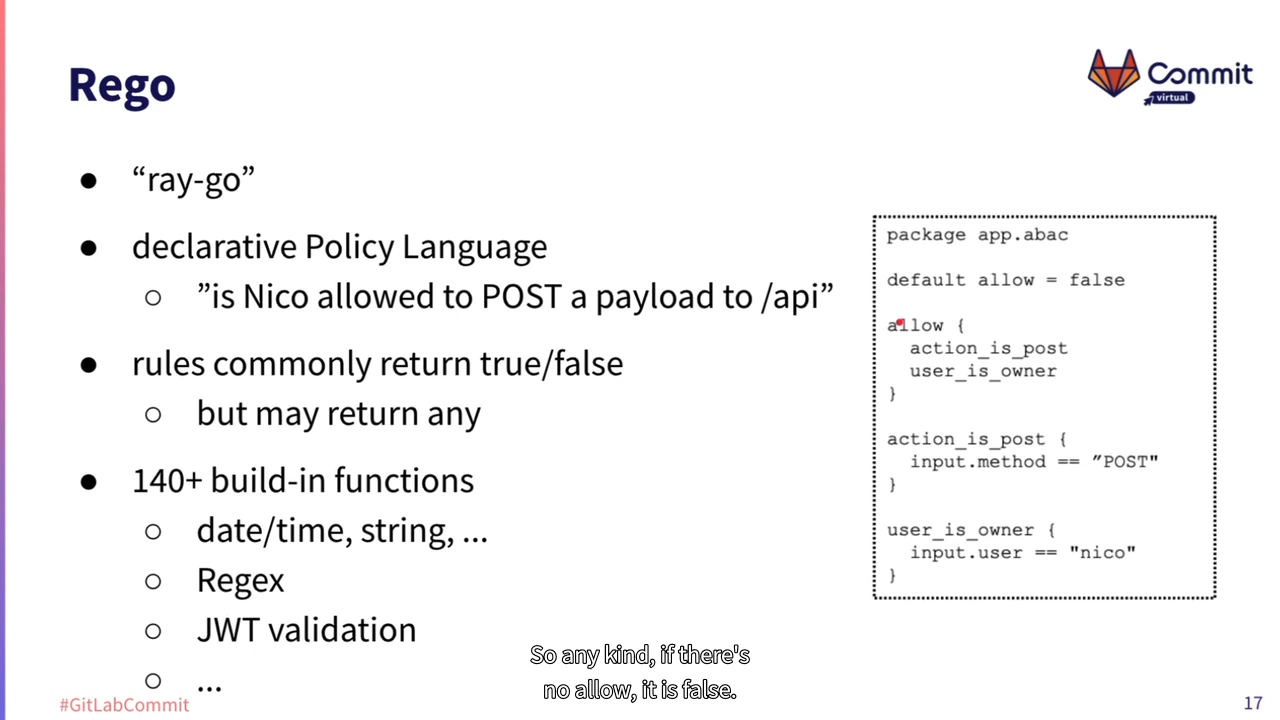 Rego
Commit
virtual
● “ray-go”
● declarative Policy Language
○ ”is Nico allowed to POST a payload to /api”
● rules commonly return true/false
○ but may return any
● 140+ build-in functions
○ date/time, string, ...
○ Regex
○ JWT validation
○ ...
package app.abac
default allow = false
allow {
action_is_post
user_is_owner
}
action_is_post {
input.method == ”POST"
}
user_is_owner {
input.user == "nico"
}
So any kind, if there's
no allow, it is false.
#GitLabCommit
17